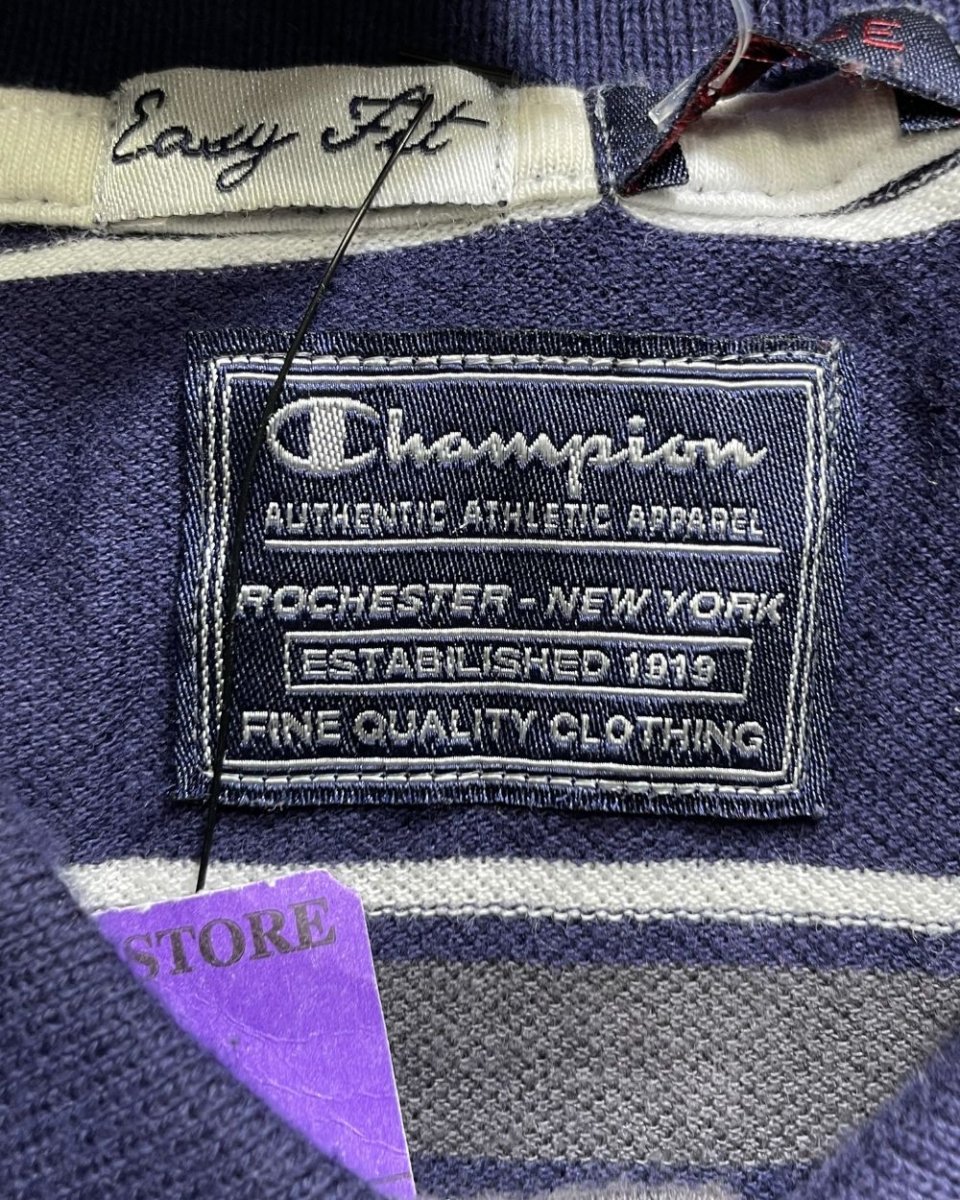 Easy Fit
Champion
AUTHENTIC ATHLETIC APPAREL
ROCHESTER - NEW YORK
ESTABILISHED 1919
FINE QUALITY CLOTHING
STORE